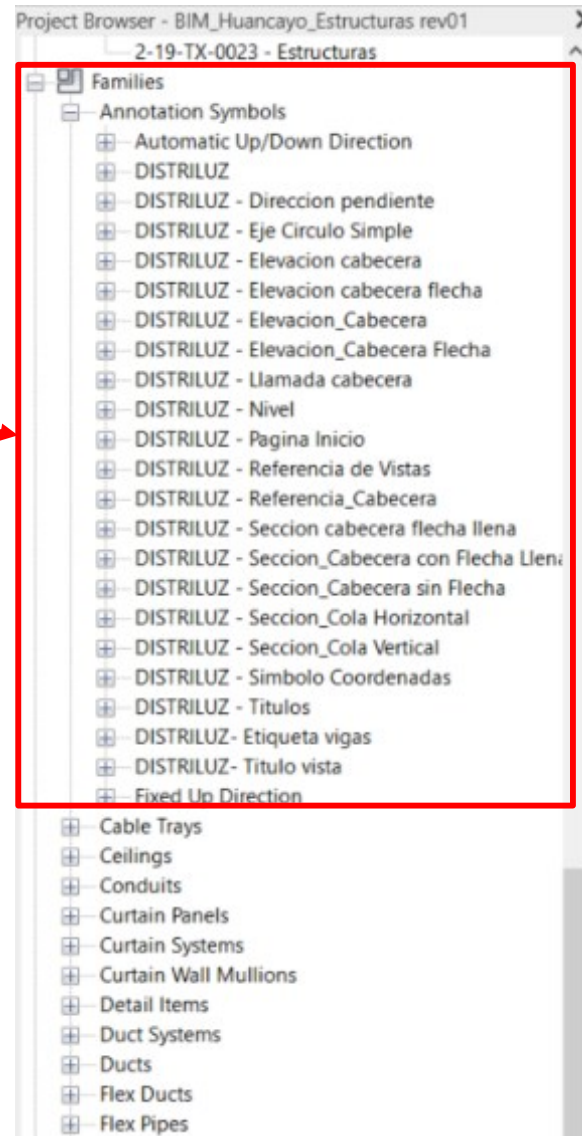 Project Browser - BIM_Huancayo_Estructuras rev01
2-19-TX-0023 - Estructuras
Families
Annotation Symbols
Automatic Up/Down Direction
DISTRILUZ
DISTRILUZ - Direccion pendiente
DISTRILUZ - Eje Circulo Simple
DISTRILUZ - Elevacion cabecera
DISTRILUZ - Elevacion cabecera flecha
DISTRILUZ - Elevacion_Cabecera
DISTRILUZ - Elevacion_Cabecera Flecha
DISTRILUZ - Llamada cabecera
DISTRILUZ - Nivel
DISTRILUZ - Pagina Inicio
DISTRILUZ - Referencia de Vistas
DISTRILUZ - Referencia_Cabecera
DISTRILUZ - Seccion cabecera flecha llena
DISTRILUZ - Seccion_Cabecera con Flecha Llena
DISTRILUZ - Seccion_Cabecera sin Flecha
DISTRILUZ - Seccion_Cola Horizontal
DISTRILUZ - Seccion_Cola Vertical
DISTRILUZ - Simbolo Coordenadas
DISTRILUZ - Titulos
DISTRILUZ- Etiqueta vigas
DISTRILUZ- Titulo vista
Fixed Up Direction
Cable Trays
Ceilings
Conduits
Curtain Panels
Curtain Systems
Curtain Wall Mullions
Detail Items
Duct Systems
Ducts
Flex Ducts
Flex Pipes